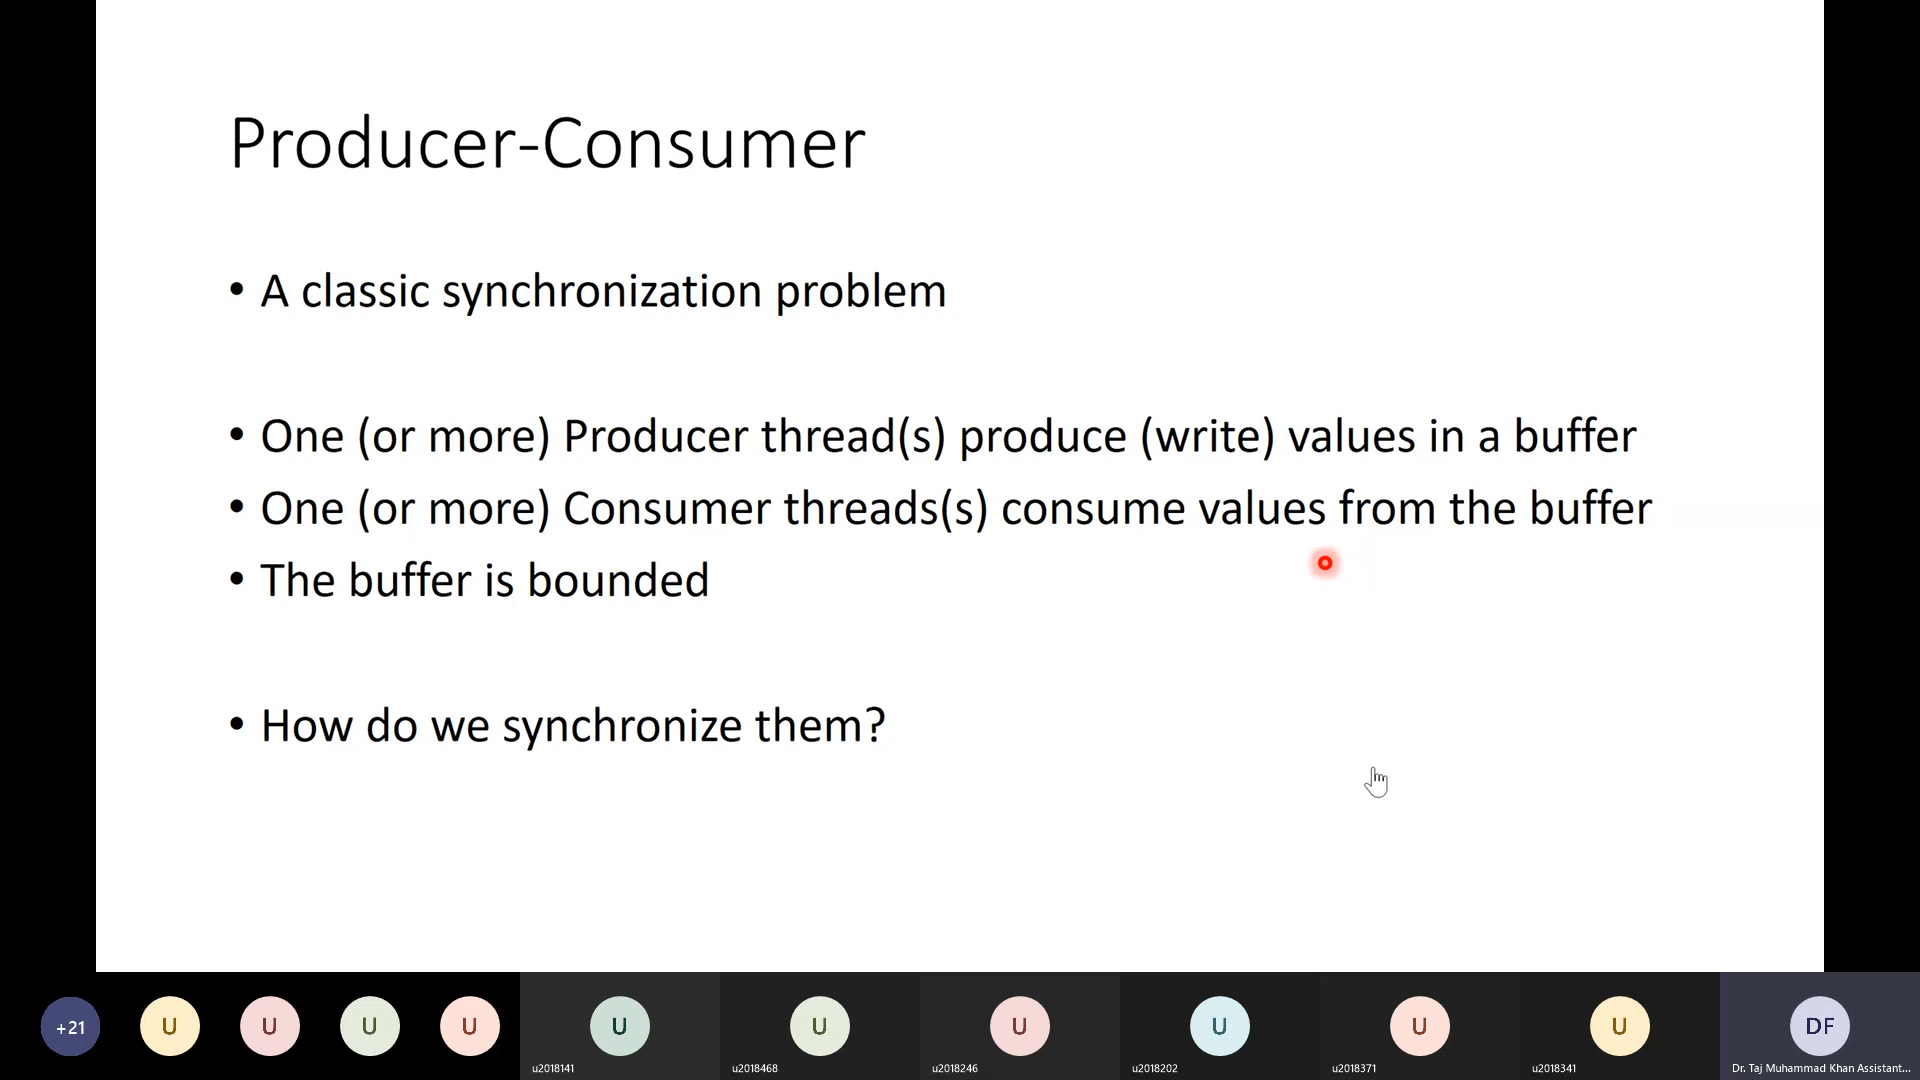 Producer-Consumer
• A classic synchronization problem
• One (or more) Producer thread(s) produce (write) values in a buffer
• One (or more) Consumer threads(s) consume values from the buffer
• The buffer is bounded
• How do we synchronize them?
+21
U
U
U
U
U
U
U
U
U
U
DF
u2018141
u2018468
u2018246
u2018202
u2018371
u2018341
Dr. Taj Muhammad Khan Assistant...